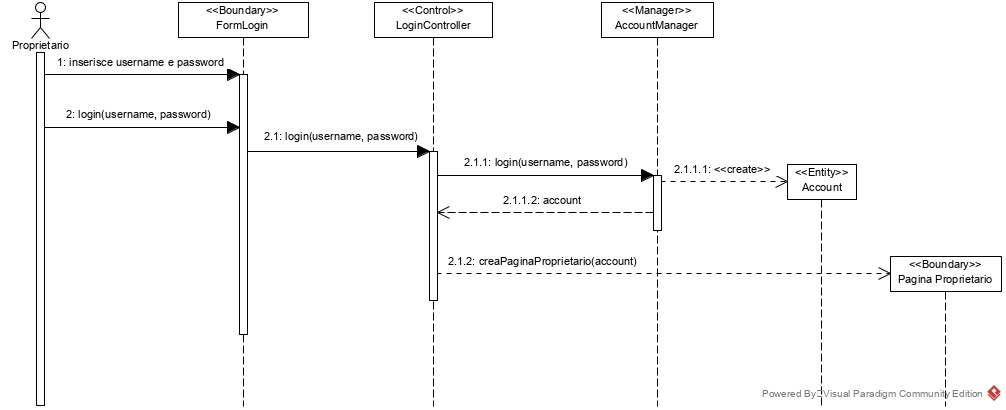 <<Boundary>>
FormLogin
<<Control>>
LoginController
<<Manager>>
AccountManager
Proprietario
1: inserisce username e password
2: login(username, password)
2.1: login(username, password)
2.1.1: login(username, password)
2.1.1.1: <<create>>
<<Entity>>
Account
2.1.1.2: account
2.1.2: creaPaginaProprietario(account)
<<Boundary>>
Pagina Proprietario
Powered By Visual Paradigm Community Edition